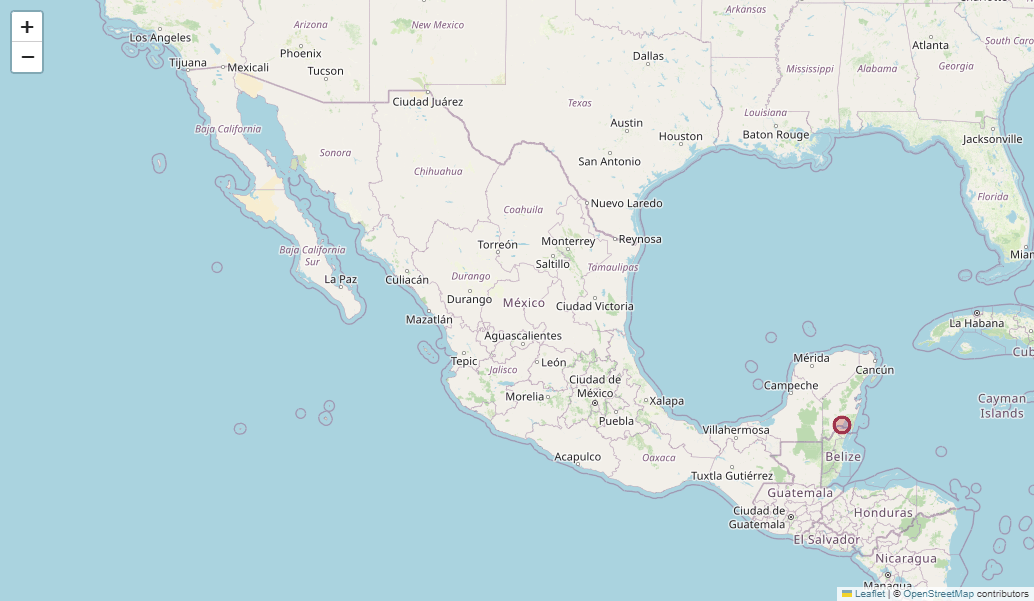 +
−
Los Angeles
Arizona
New Mexico
Arkansas
Charlotte
Phoenix
Dallas
Atlanta
South Caro
Tijuana
Mexicali
Tucson
Mississippi
Alabama
Georgia
Ciudad Juárez
Texas
Louisiana
Baja California
Austin
Houston
Baton Rouge
Jacksonville
Sonora
San Antonio
Chihuahua
Florida
Coahuila
Nuevo Laredo
Baja California
Sur
Torreón
Monterrey
Reynosa
Miam
La Paz
Culiacán
Durango
Saltillo
Tamaulipas
Durango
México
Ciudad Victoria
Mazatlán
La Habana
Aguascalientes
Cub
Tepic
Jalisco
León
Mérida
Cancún
Ciudad de
México
Campeche
Morelia
Xalapa
Cayman
Islands
Puebla
Villahermosa
Acapulco
Oaxaca
Belize
Tuxtla Gutiérrez
Guatemala
Ciudad de
Guatemala
Honduras
El Salvador
Nicaragua
Managua
Leaflet | © OpenStreetMap contributors